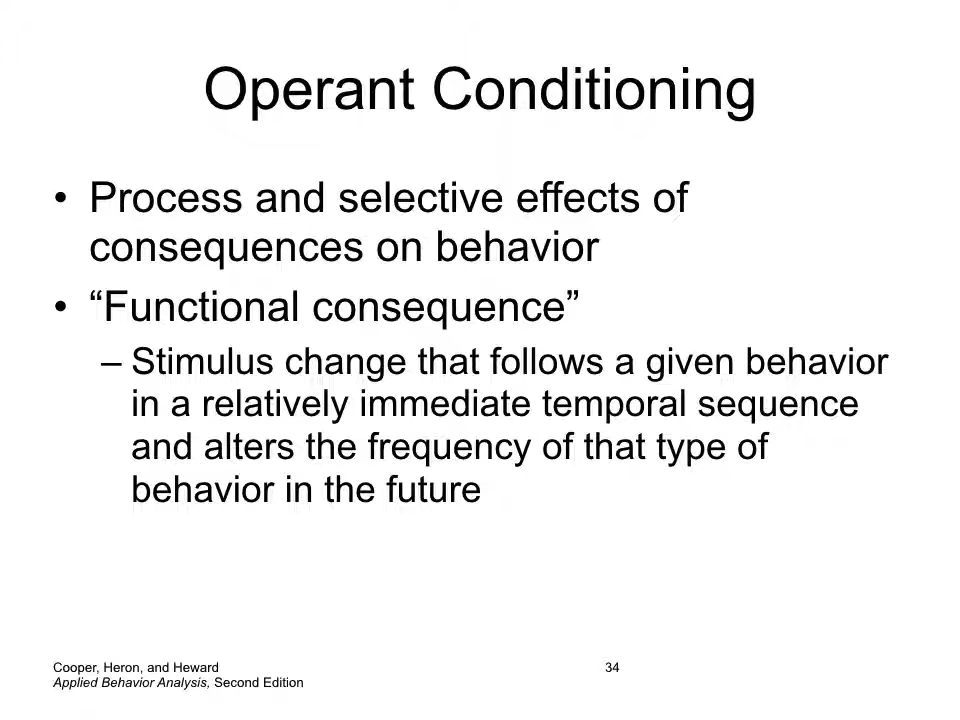 Operant Conditioning
• Process and selective effects of
consequences on behavior
• “Functional consequence”
– Stimulus change that follows a given behavior
in a relatively immediate temporal sequence
and alters the frequency of that type of
behavior in the future
Cooper, Heron, and Heward
Applied Behavior Analysis, Second Edition
34